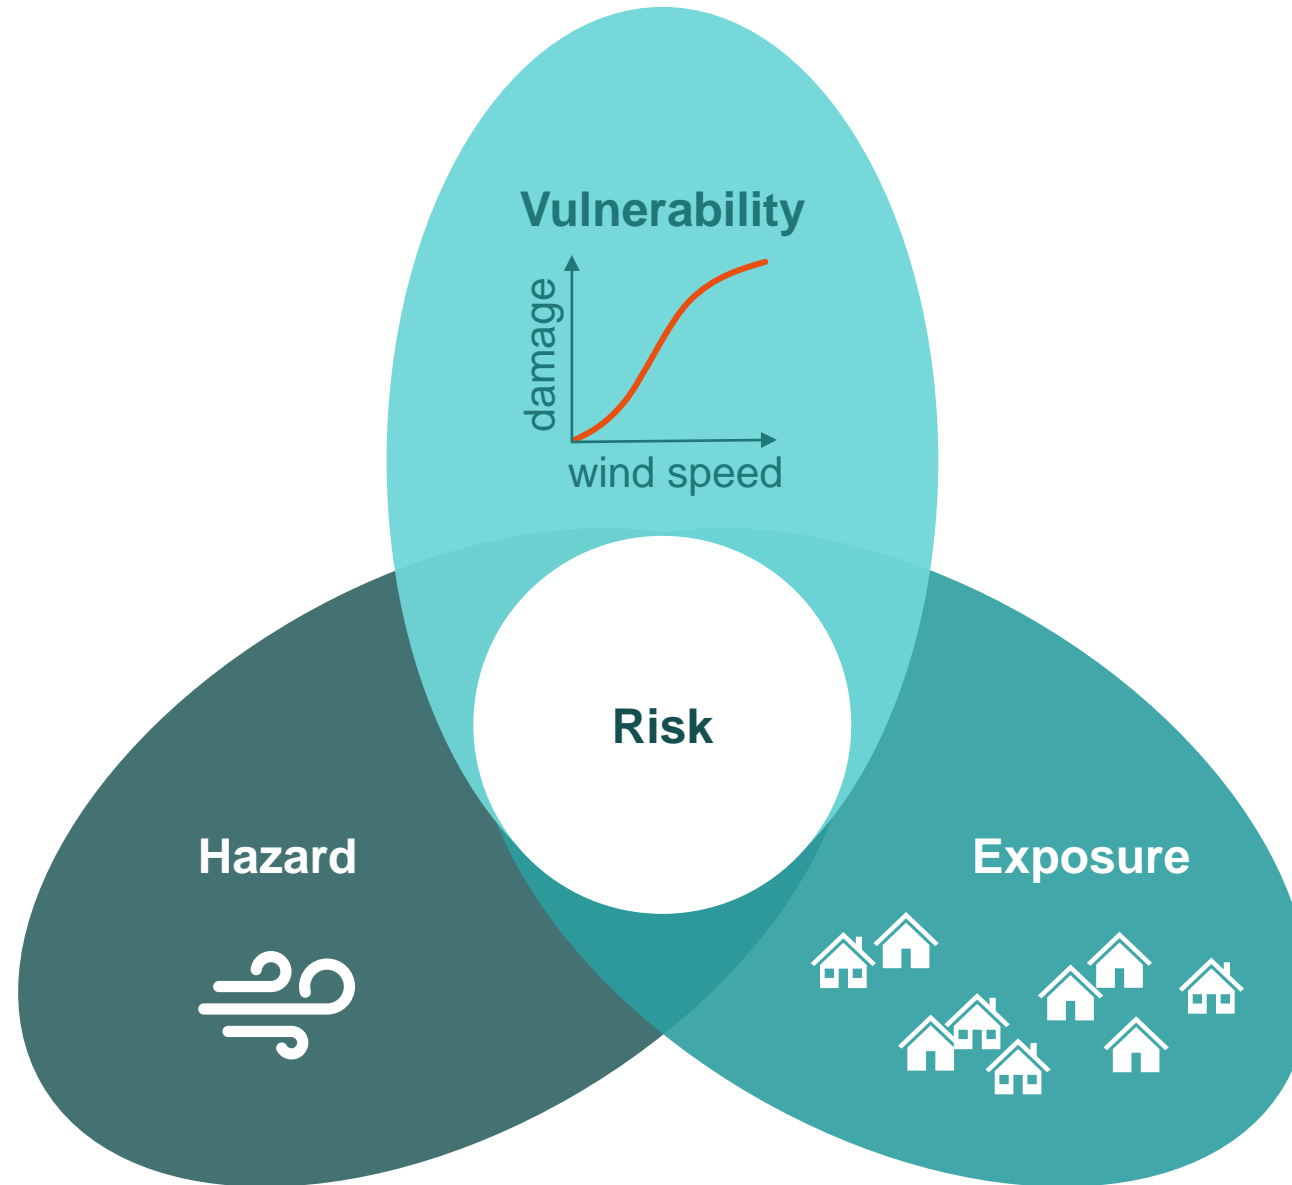 Vulnerability
damage
wind speed
Risk
Hazard
Exposure